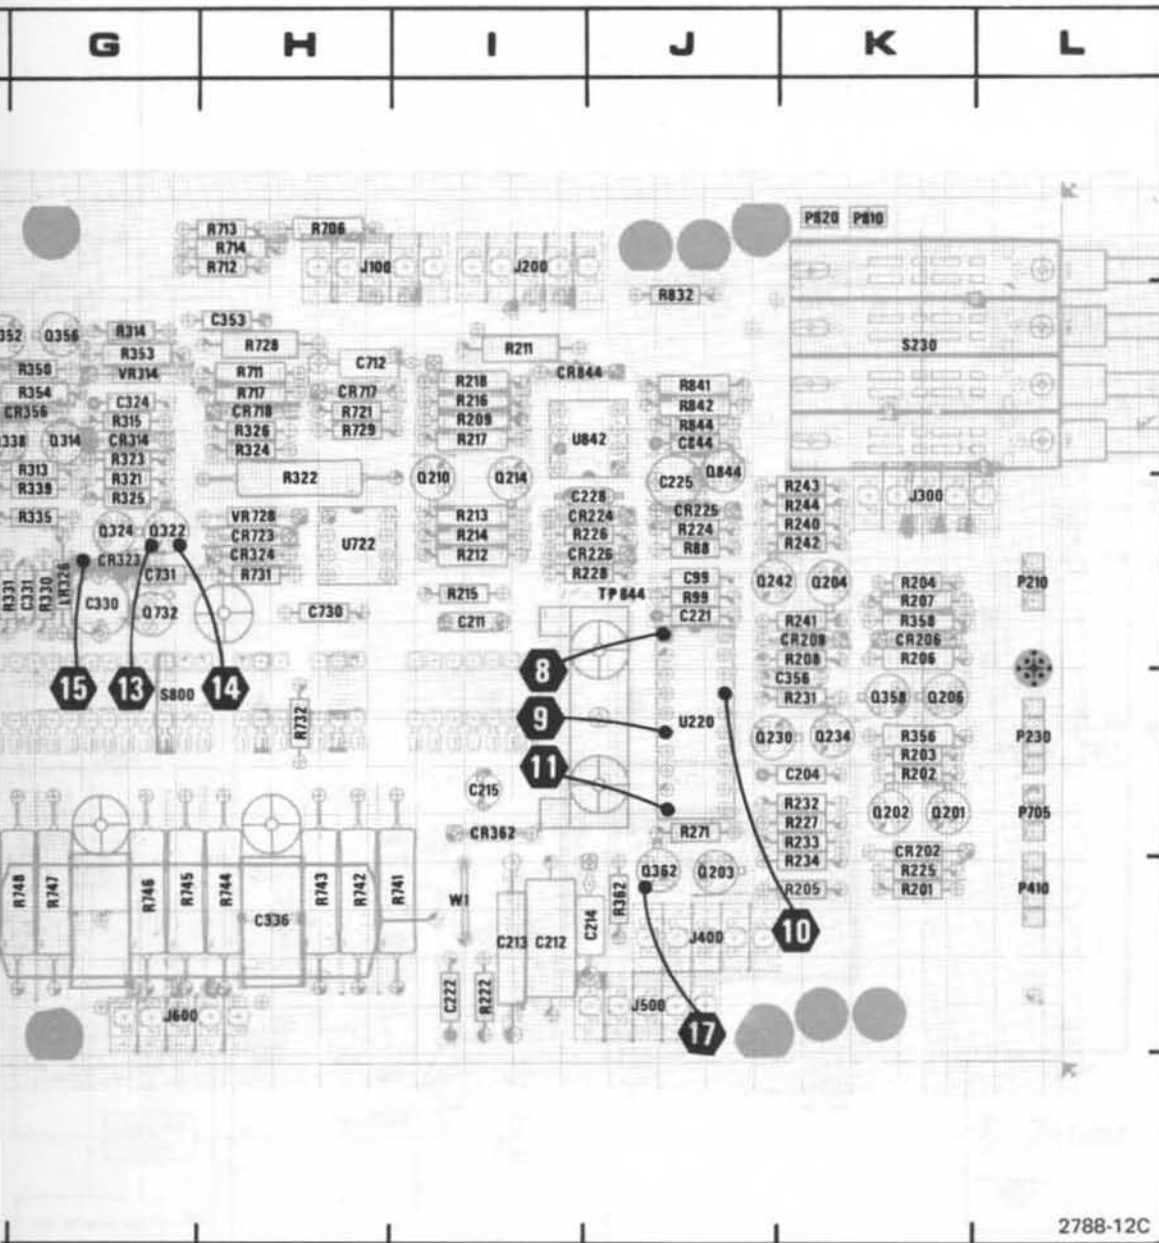 G H I J K L
R713 R706 P820 P810
R714
R712 J100 J200
R832
C353
352 Q356 R314 S230
R353 R728 R211
R350 VR314 R711 C712 CR844
R354 R717 CR717 R218 R841
CR356 C324 CR718 R721 R216 R842
R315 R326 R729 R209 R844
338 Q314 CR314 R324 R217 U842 C844
R313 R323
R339 R321 R322 Q210 Q214 C225 Q844
R325 R243 J300
C228 R244
R335 VR728 R213 CR224 CR225 R240
Q324 Q322 CR723 U722 R214 R226 R224 R242
CR323 CR324 R212 CR226 R88
R731 R228
R331 C331 R330 LR326 C731 R215 C99 Q242 Q204 R204 P210
C330 Q732 C730 TP844 R99 R207
C211 C221 R241 R358
CR208 CR206
8 R208 R206
15 13 14 S800 C356
R231 Q358 Q206
R732 9 U220
Q230 Q234 R356 P230
R203
11 C204 R202
C215
R232 Q202 Q201 P705
CR362 R271 R227
R233
R234 CR202
R748 R747 R746 R745 R744 R743 R742 R741 Q362 Q203 R225
W1 R362 R205 R201 P410
C336
C213 C212 C214 J400 10
C222 R222
J600 J500
17
2788-12C